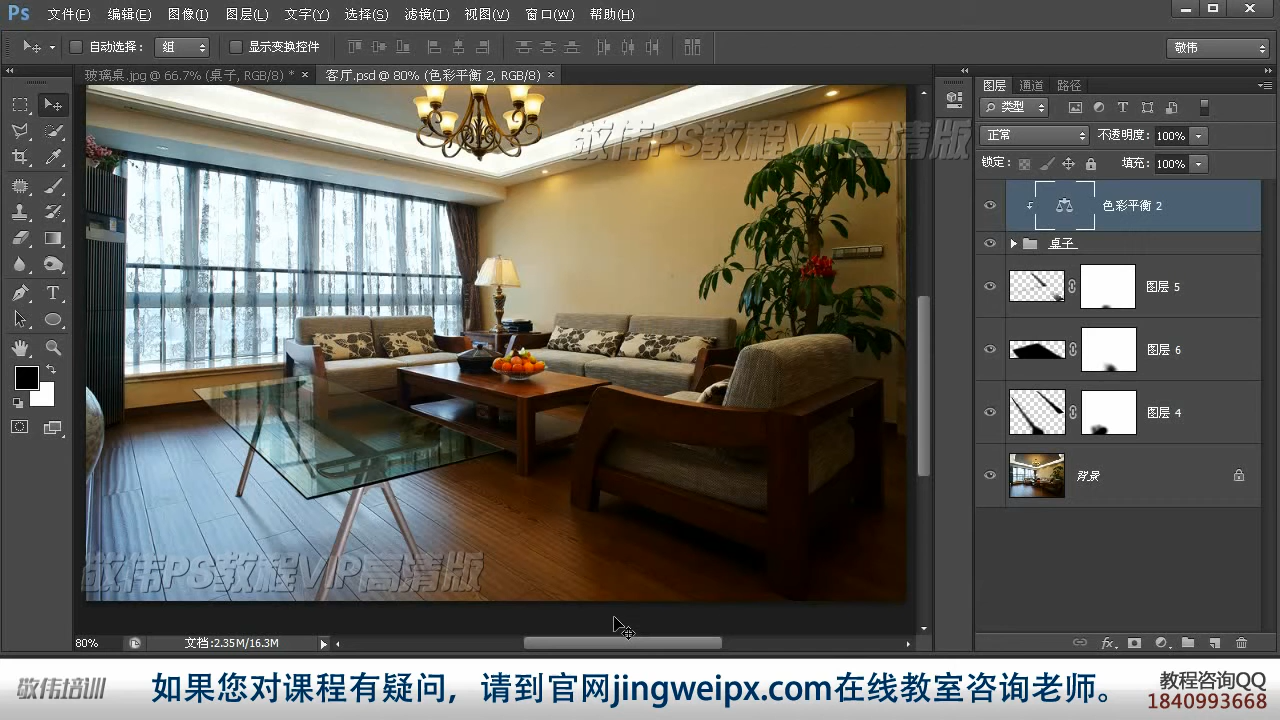 Ps 文件(F) 编辑(E) 图像(I) 图层(L) 文字(Y) 选择(S) 滤镜(T) 视图(V) 窗口(W) 帮助(H)
自动选择: 组 显示变换控件 敬伟
玻璃桌.jpg @ 66.7% (桌子, RGB/8) * × 客厅.psd @ 80% (色彩平衡 2, RGB/8) ×
图层 通道 路径
类型
正常 不透明度: 100%
锁定: 填充: 100%
敬伟PS教程VIP高清版
色彩平衡 2
桌子
图层 5
图层 6
图层 4
背景
敬伟PS教程VIP高清版
80% 文档:2.35M/16.3M
敬伟培训 如果您对课程有疑问，请到官网jingweipx.com在线教室咨询老师。
教程咨询QQ
1840993668